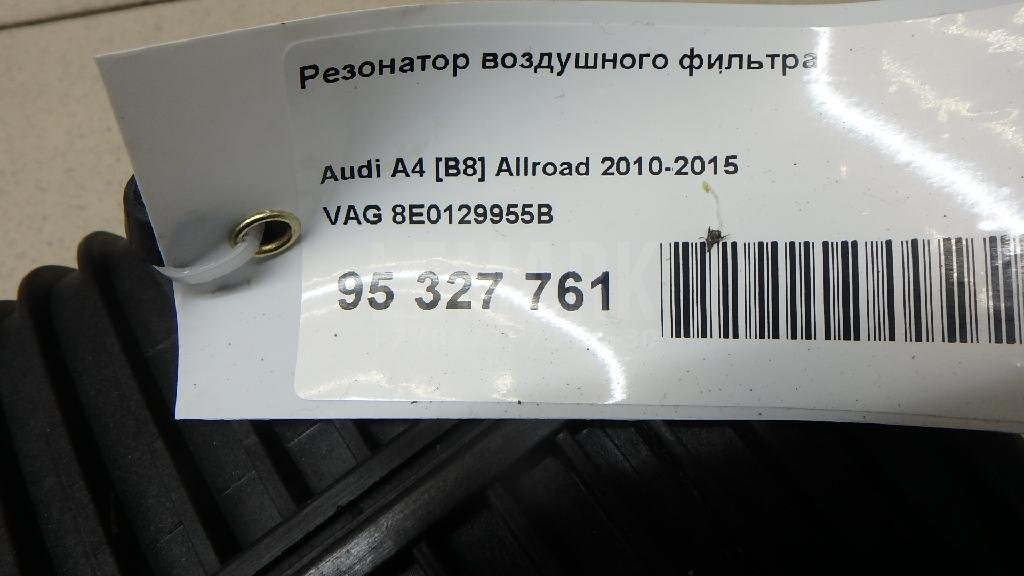 Резонатор воздушного фильтра
Audi A4 [B8] Allroad 2010-2015
VAG 8E0129955B
95 327 761